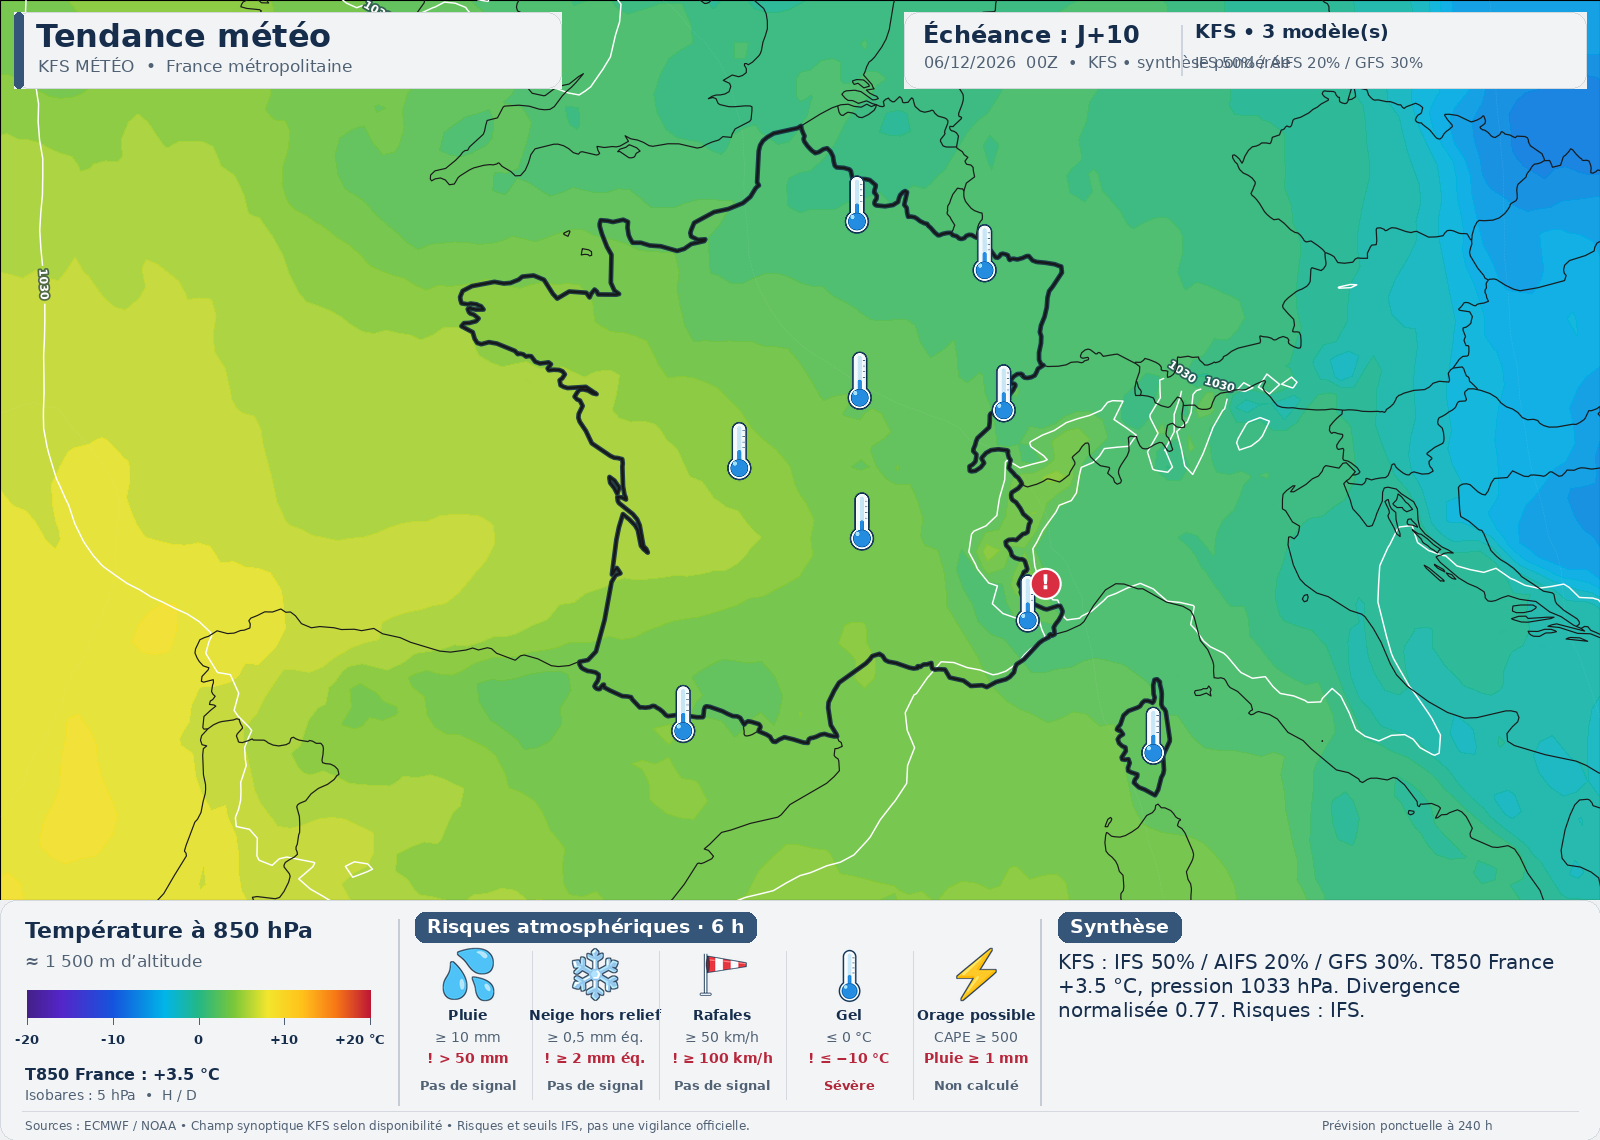 Tendance météo
KFS MÉTÉO • France métropolitaine
Échéance : J+10
06/12/2026 00Z • KFS • synthèse pondérée
KFS • 3 modèle(s)
IFS 50% / AIFS 20% / GFS 30%
1030
1030
1030
Température à 850 hPa
≈ 1 500 m d’altitude
-20 -10 0 +10 +20 °C
T850 France : +3.5 °C
Isobares : 5 hPa • H / D
Risques atmosphériques · 6 h
Pluie
≥ 10 mm
! > 50 mm
Pas de signal
Neige hors relief
≥ 0,5 mm éq.
! ≥ 2 mm éq.
Pas de signal
Rafales
≥ 50 km/h
! ≥ 100 km/h
Pas de signal
Gel
≤ 0 °C
! ≤ −10 °C
Sévère
Orage possible
CAPE ≥ 500
Pluie ≥ 1 mm
Non calculé
Synthèse
KFS : IFS 50% / AIFS 20% / GFS 30%. T850 France
+3.5 °C, pression 1033 hPa. Divergence
normalisée 0.77. Risques : IFS.
!
Sources : ECMWF / NOAA • Champ synoptique KFS selon disponibilité • Risques et seuils IFS, pas une vigilance officielle.
Prévision ponctuelle à 240 h